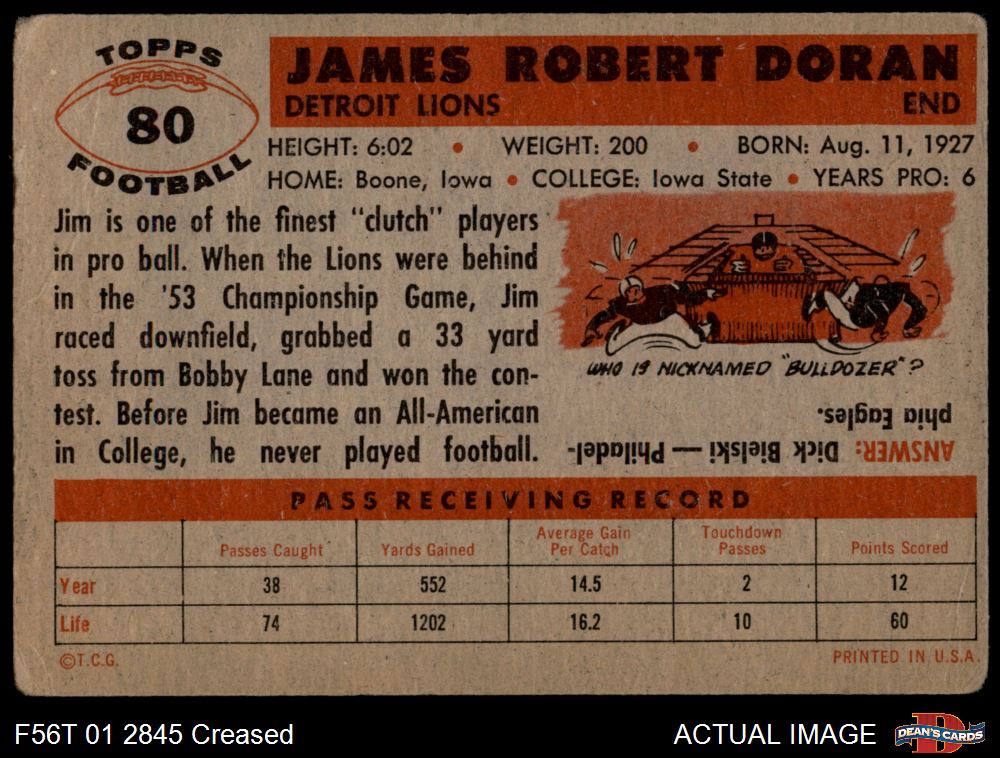 TOPPS
80
FOOTBALL
JAMES ROBERT DORAN
DETROIT LIONS END
HEIGHT: 6:02 • WEIGHT: 200 • BORN: Aug. 11, 1927
HOME: Boone, Iowa • COLLEGE: Iowa State • YEARS PRO: 6
Jim is one of the finest "clutch" players
in pro ball. When the Lions were behind
in the '53 Championship Game, Jim
raced downfield, grabbed a 33 yard
toss from Bobby Lane and won the con-
test. Before Jim became an All-American
in College, he never played football.
WHO IS NICKNAMED "BULLDOZER"?
ANSWER: Dick Bielski — Philadel-
phia Eagles.
PASS RECEIVING RECORD
Passes Caught Yards Gained Average Gain Per Catch Touchdown Passes Points Scored
Year 38 552 14.5 2 12
Life 74 1202 16.2 10 60
©T.C.G. PRINTED IN U.S.A.
F56T 01 2845 Creased ACTUAL IMAGE D DEAN'S CARDS